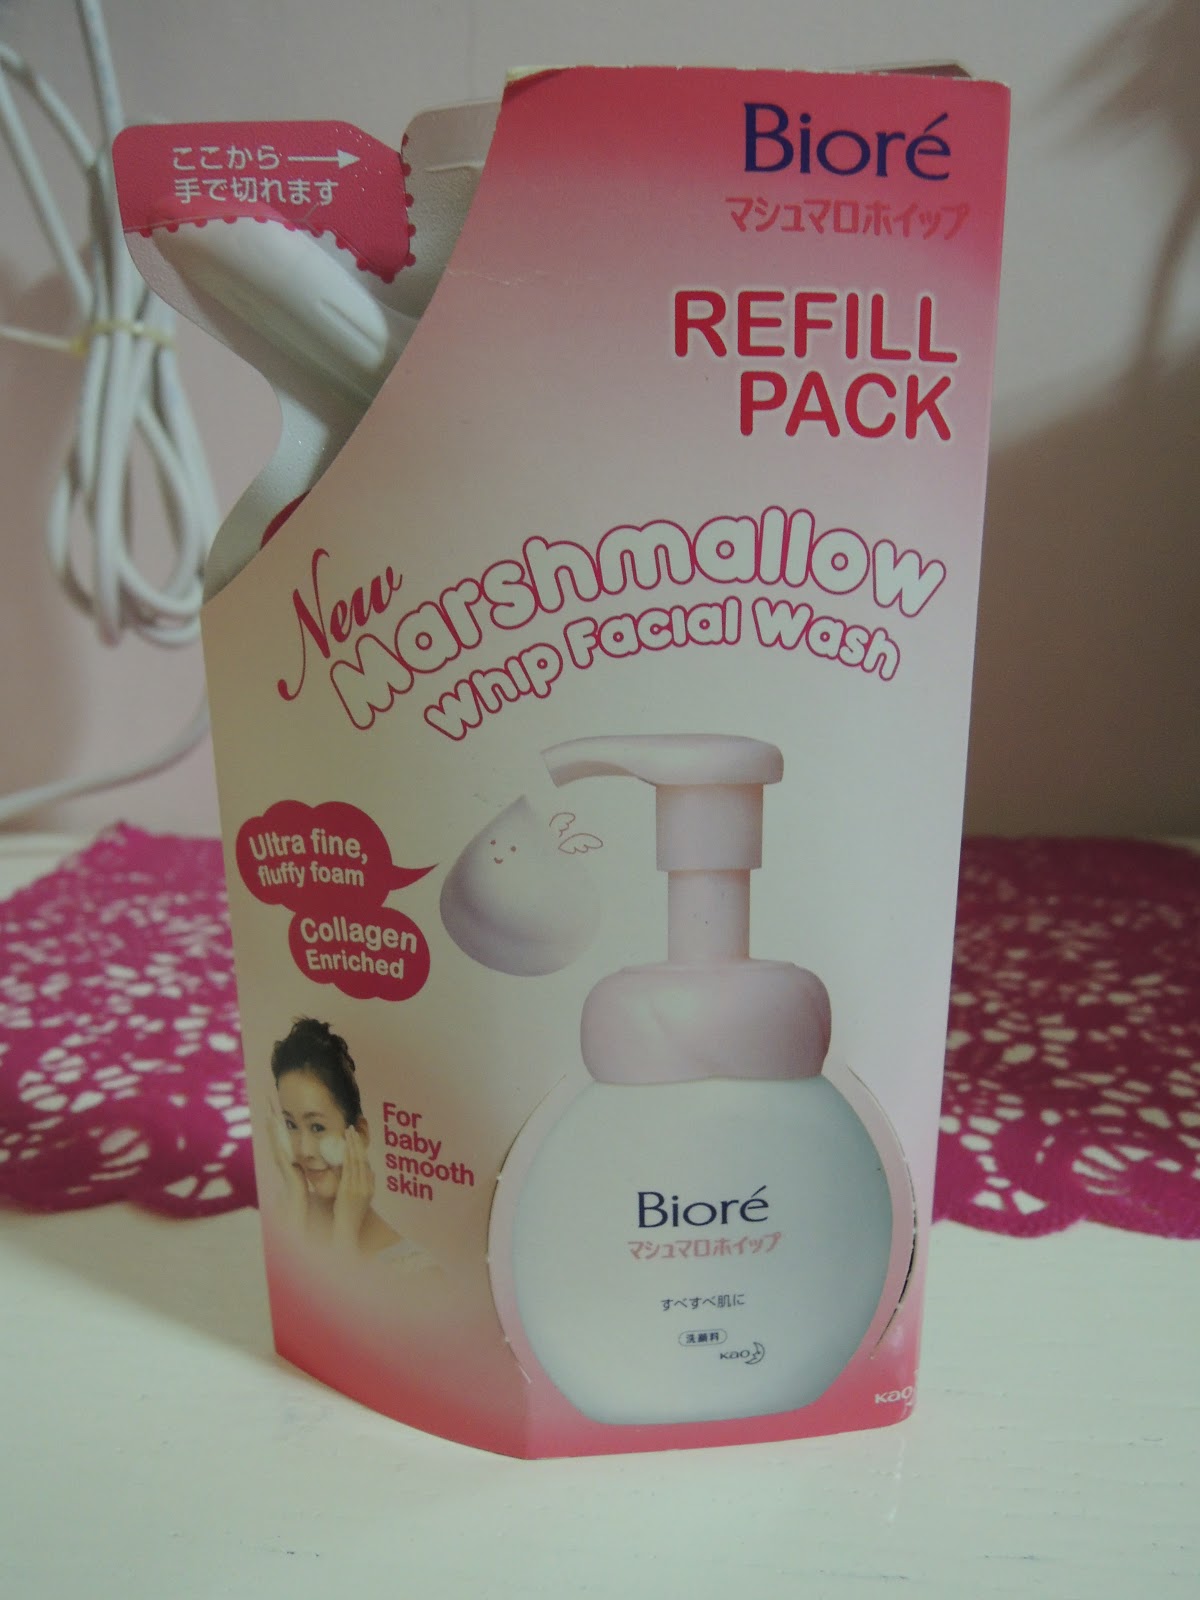 ここから
手で切れます
Bioré
マシュマロホイップ
REFILL
PACK
New
Marshmallow
Whip Facial Wash
Ultra fine,
fluffy foam
Collagen
Enriched
For
baby
smooth
skin
Bioré
マシュマロホイップ
すべすべ肌に
洗顔料
Kao
Kao